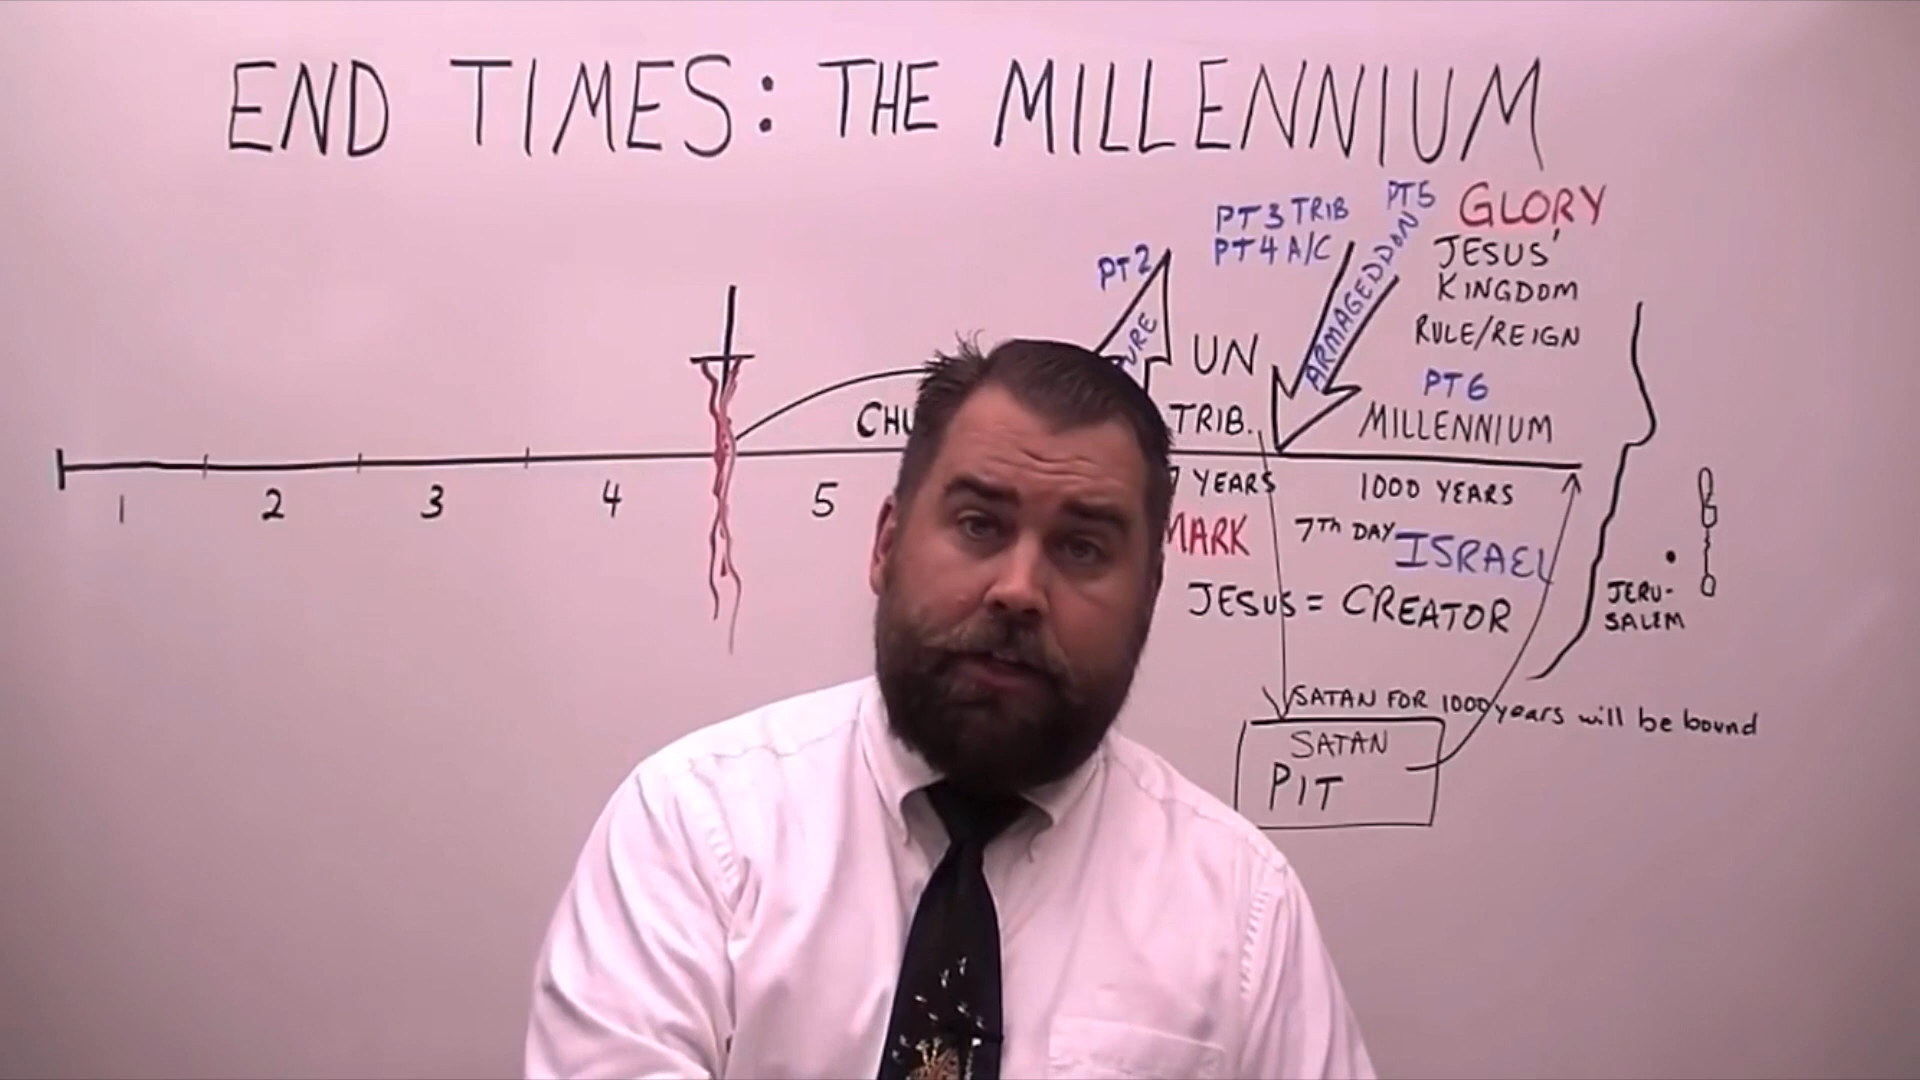 END TIMES: THE MILLENNIUM
PT2
PT3 TRIB
PT4 A/C
PT5
ARMAGEDDON
GLORY
JESUS'
KINGDOM
RULE/REIGN
PT6
MILLENNIUM
UN
TRIB.
1 2 3 4 5
7 YEARS
1000 YEARS
MARK
7TH DAY
ISRAEL
JESUS = CREATOR
JERU-
SALEM
SATAN FOR 1000 years will be bound
SATAN
PIT